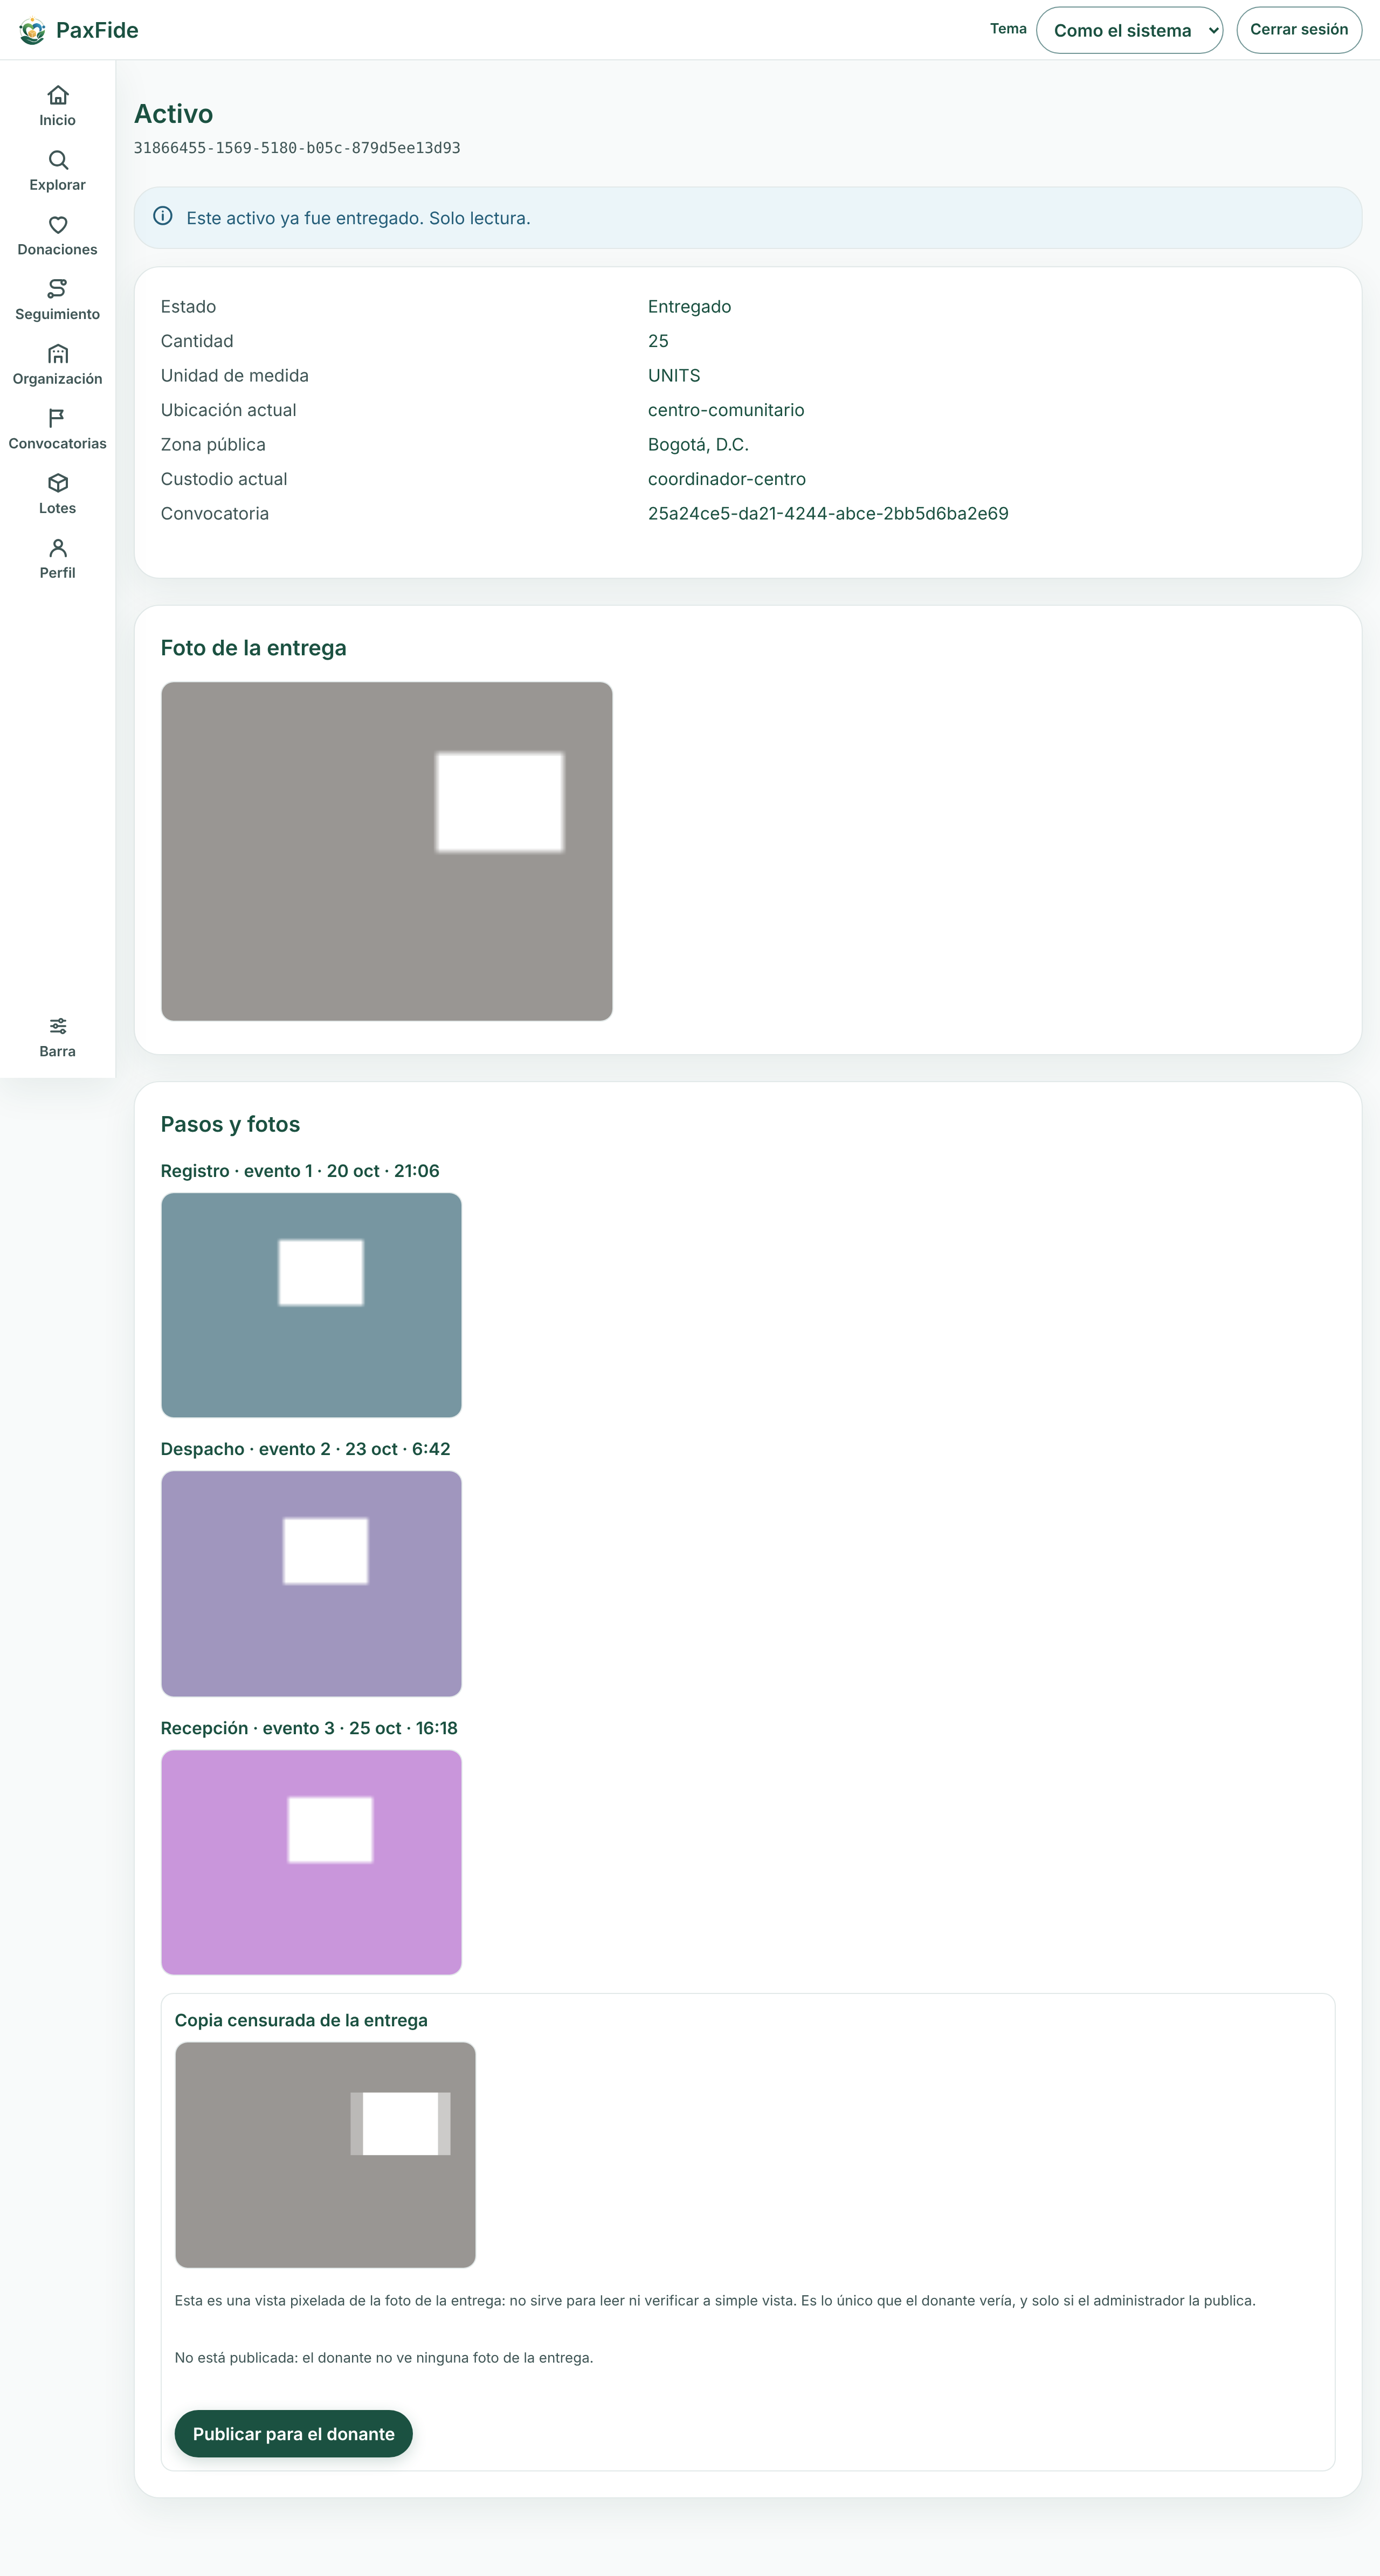 PaxFide
Tema
Como el sistema
Cerrar sesión
Inicio
Explorar
Donaciones
Seguimiento
Organización
Convocatorias
Lotes
Perfil
Barra
Activo
31866455-1569-5180-b05c-879d5ee13d93
Este activo ya fue entregado. Solo lectura.
Estado Entregado
Cantidad 25
Unidad de medida UNITS
Ubicación actual centro-comunitario
Zona pública Bogotá, D.C.
Custodio actual coordinador-centro
Convocatoria 25a24ce5-da21-4244-abce-2bb5d6ba2e69
Foto de la entrega
Pasos y fotos
Registro · evento 1 · 20 oct · 21:06
Despacho · evento 2 · 23 oct · 6:42
Recepción · evento 3 · 25 oct · 16:18
Copia censurada de la entrega
Esta es una vista pixelada de la foto de la entrega: no sirve para leer ni verificar a simple vista. Es lo único que el donante vería, y solo si el administrador la publica.
No está publicada: el donante no ve ninguna foto de la entrega.
Publicar para el donante